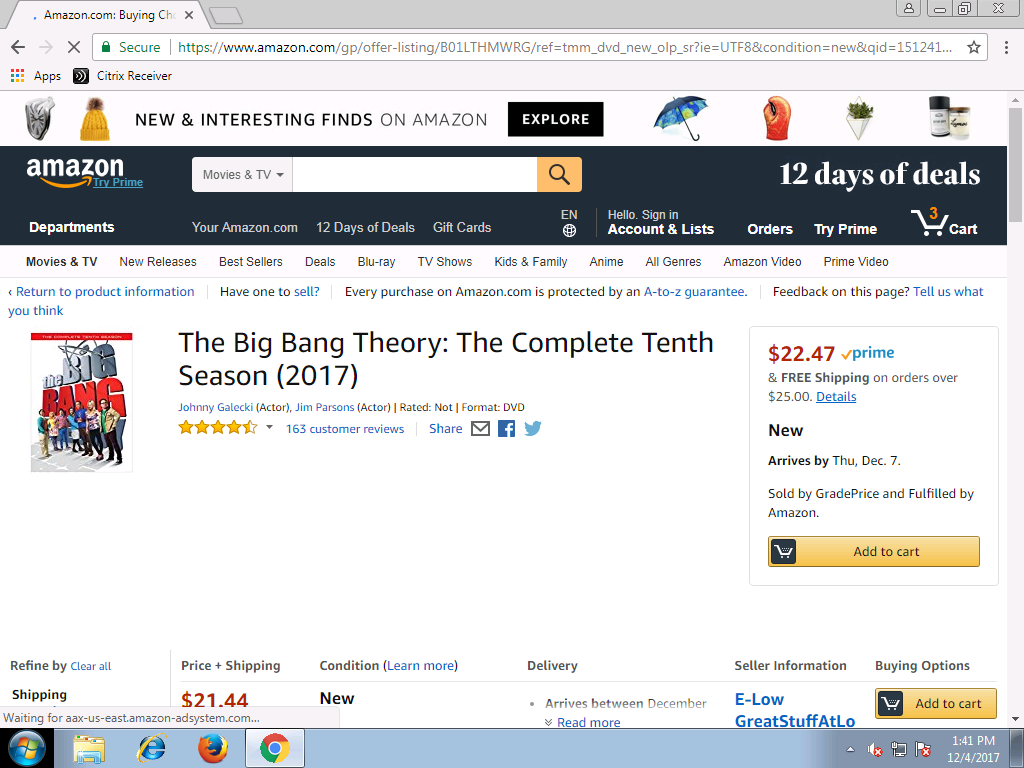 Amazon.com: Buying Cho
Secure
https://www.amazon.com/gp/offer-listing/B01LTHMWRG/ref=tmm_dvd_new_olp_sr?ie=UTF8&condition=new&qid=151241...
Apps Citrix Receiver
NEW & INTERESTING FINDS ON AMAZON EXPLORE
amazon
Try Prime
Movies & TV
12 days of deals
Departments
Your Amazon.com 12 Days of Deals Gift Cards
EN
Hello. Sign in
Account & Lists
Orders
Try Prime
3
Cart
Movies & TV New Releases Best Sellers Deals Blu-ray TV Shows Kids & Family Anime All Genres Amazon Video Prime Video
‹ Return to product information Have one to sell? Every purchase on Amazon.com is protected by an A-to-z guarantee. Feedback on this page? Tell us what
you think
THE COMPLETE TENTH SEASON
the BIG
BANG
The Big Bang Theory: The Complete Tenth
Season (2017)
Johnny Galecki (Actor), Jim Parsons (Actor) | Rated: Not | Format: DVD
163 customer reviews Share
$22.47 prime
& FREE Shipping on orders over
$25.00. Details
New
Arrives by Thu, Dec. 7.
Sold by GradePrice and Fulfilled by
Amazon.
Add to cart
Refine by Clear all
Shipping
Price + Shipping Condition (Learn more) Delivery Seller Information Buying Options
$21.44
New
Arrives between December
Read more
E-Low
GreatStuffAtLo
Add to cart
Waiting for aax-us-east.amazon-adsystem.com...
1:41 PM
12/4/2017